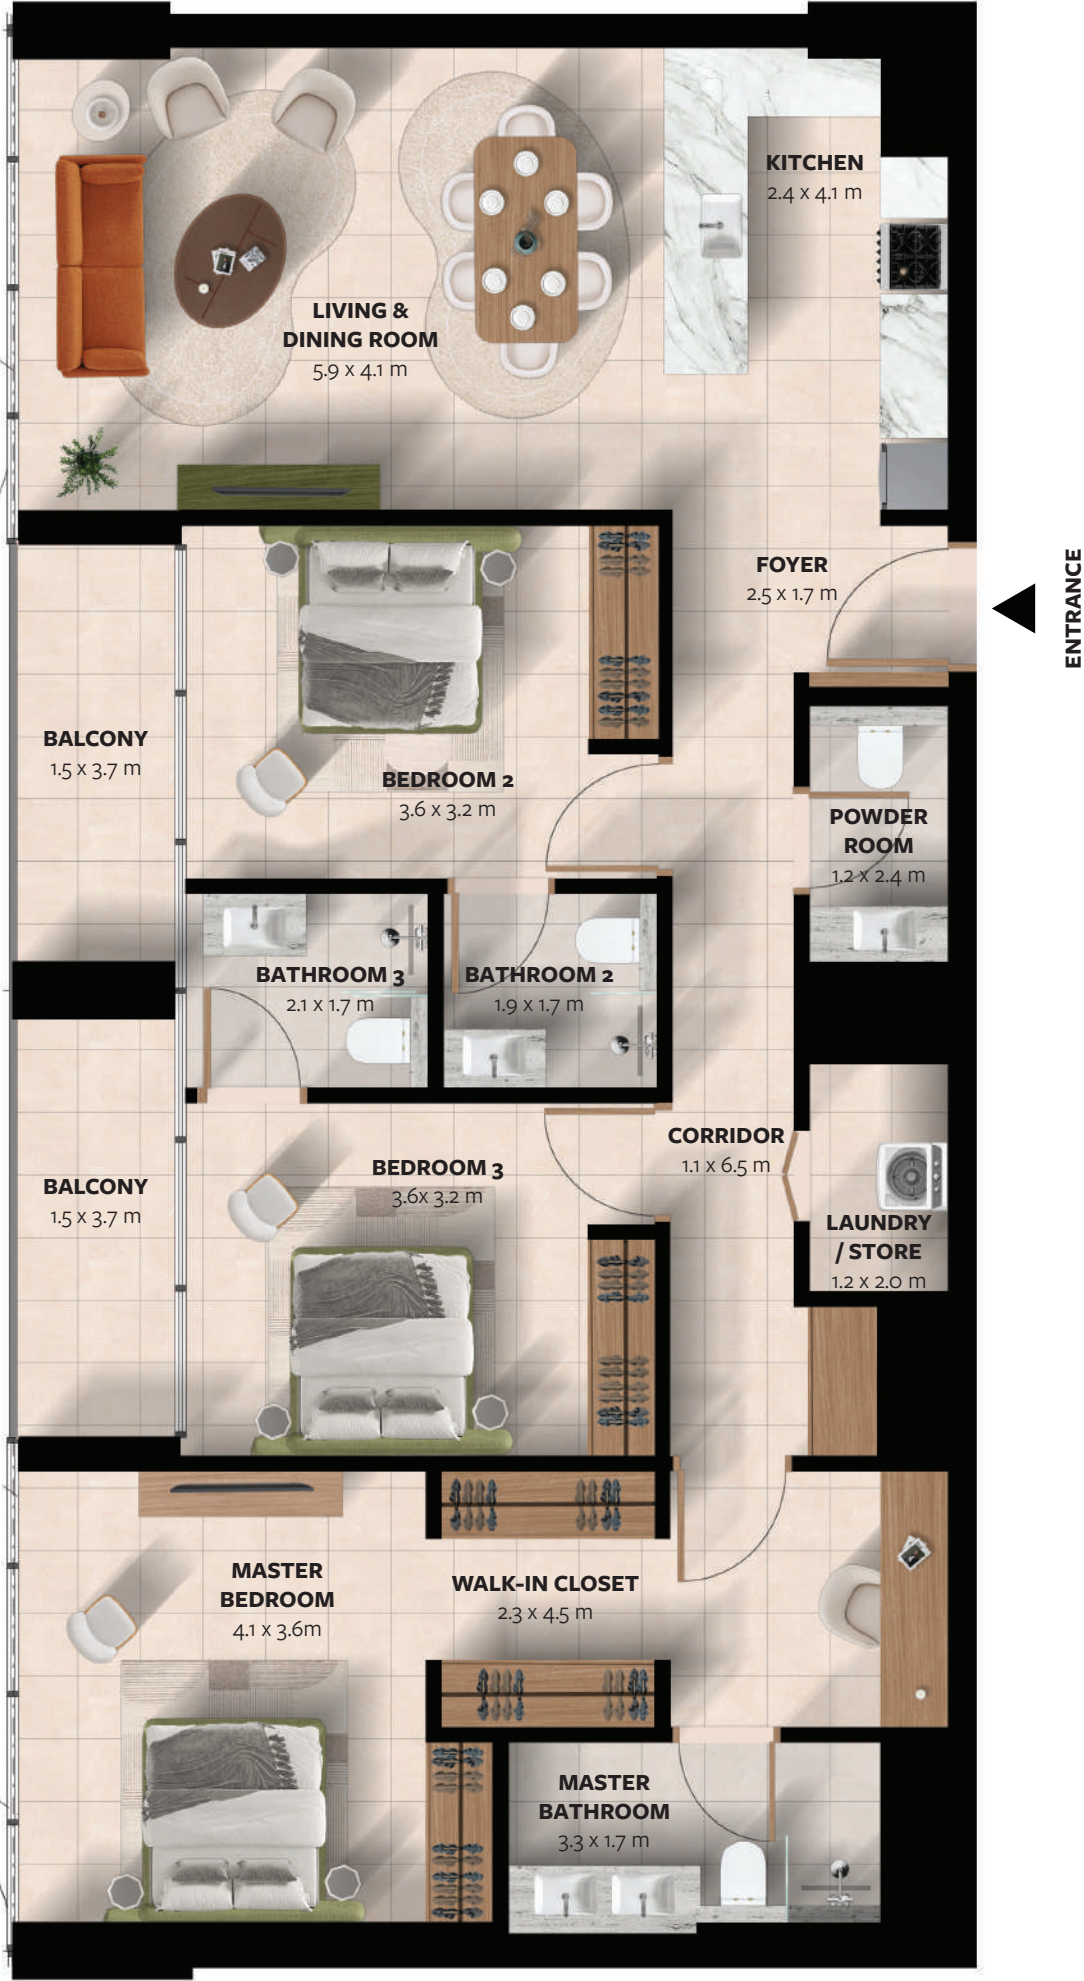 KITCHEN
2.4 x 4.1 m
LIVING &
DINING ROOM
5.9 x 4.1 m
FOYER
2.5 x 1.7 m
ENTRANCE
BALCONY
1.5 x 3.7 m
BEDROOM 2
3.6 x 3.2 m
POWDER
ROOM
1.2 x 2.4 m
BATHROOM 3
2.1 x 1.7 m
BATHROOM 2
1.9 x 1.7 m
CORRIDOR
1.1 x 6.5 m
BEDROOM 3
3.6x 3.2 m
BALCONY
1.5 x 3.7 m
LAUNDRY
/ STORE
1.2 x 2.0 m
MASTER
BEDROOM
4.1 x 3.6m
WALK-IN CLOSET
2.3 x 4.5 m
MASTER
BATHROOM
3.3 x 1.7 m